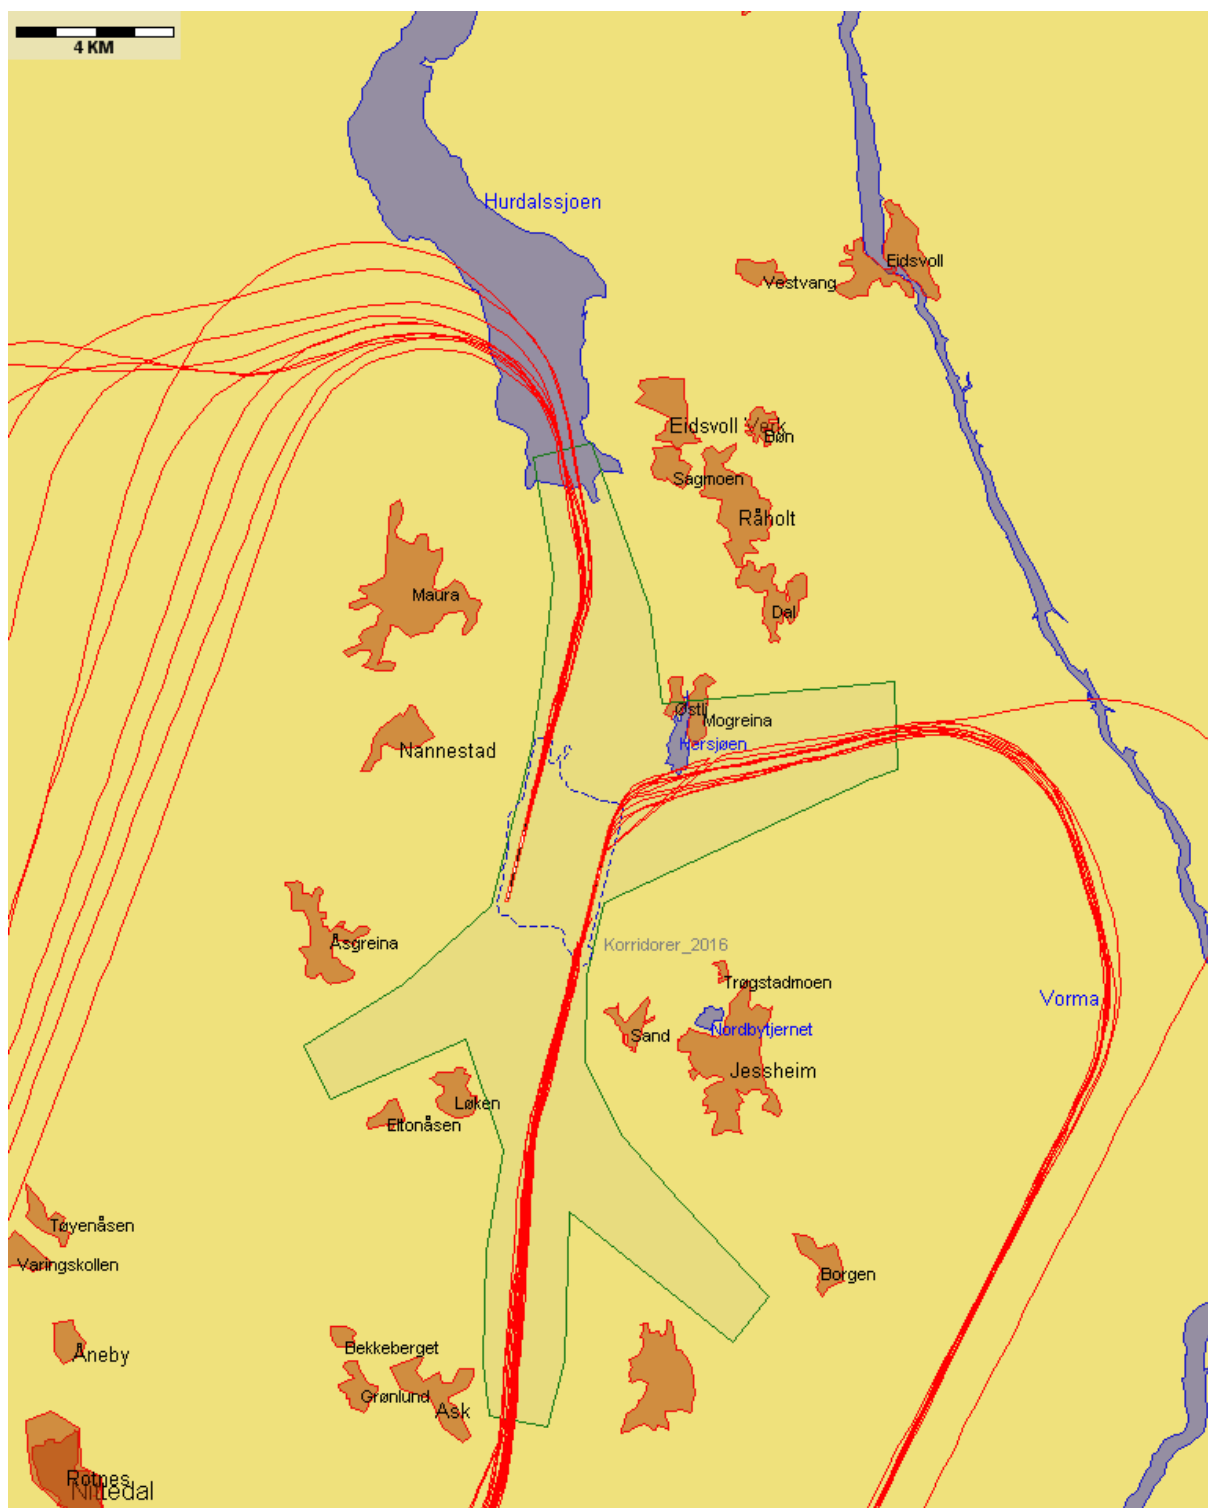 4 KM
Hurdalssjoen
Eidsvoll
Vestvang
Eidsvoll Verk
Bøn
Sagmoen
Råholt
Maura
Dal
Østli
Mogreina
Hersjøen
Nannestad
Åsgreina
Korridorer_2016
Trøgstadmoen
Vorma
Nordbytjernet
Sand
Jessheim
Løken
Eltonåsen
Tøyenåsen
Varingskollen
Borgen
Åneby
Bekkeberget
Grønlund
Ask
Rotnes
Nittedal